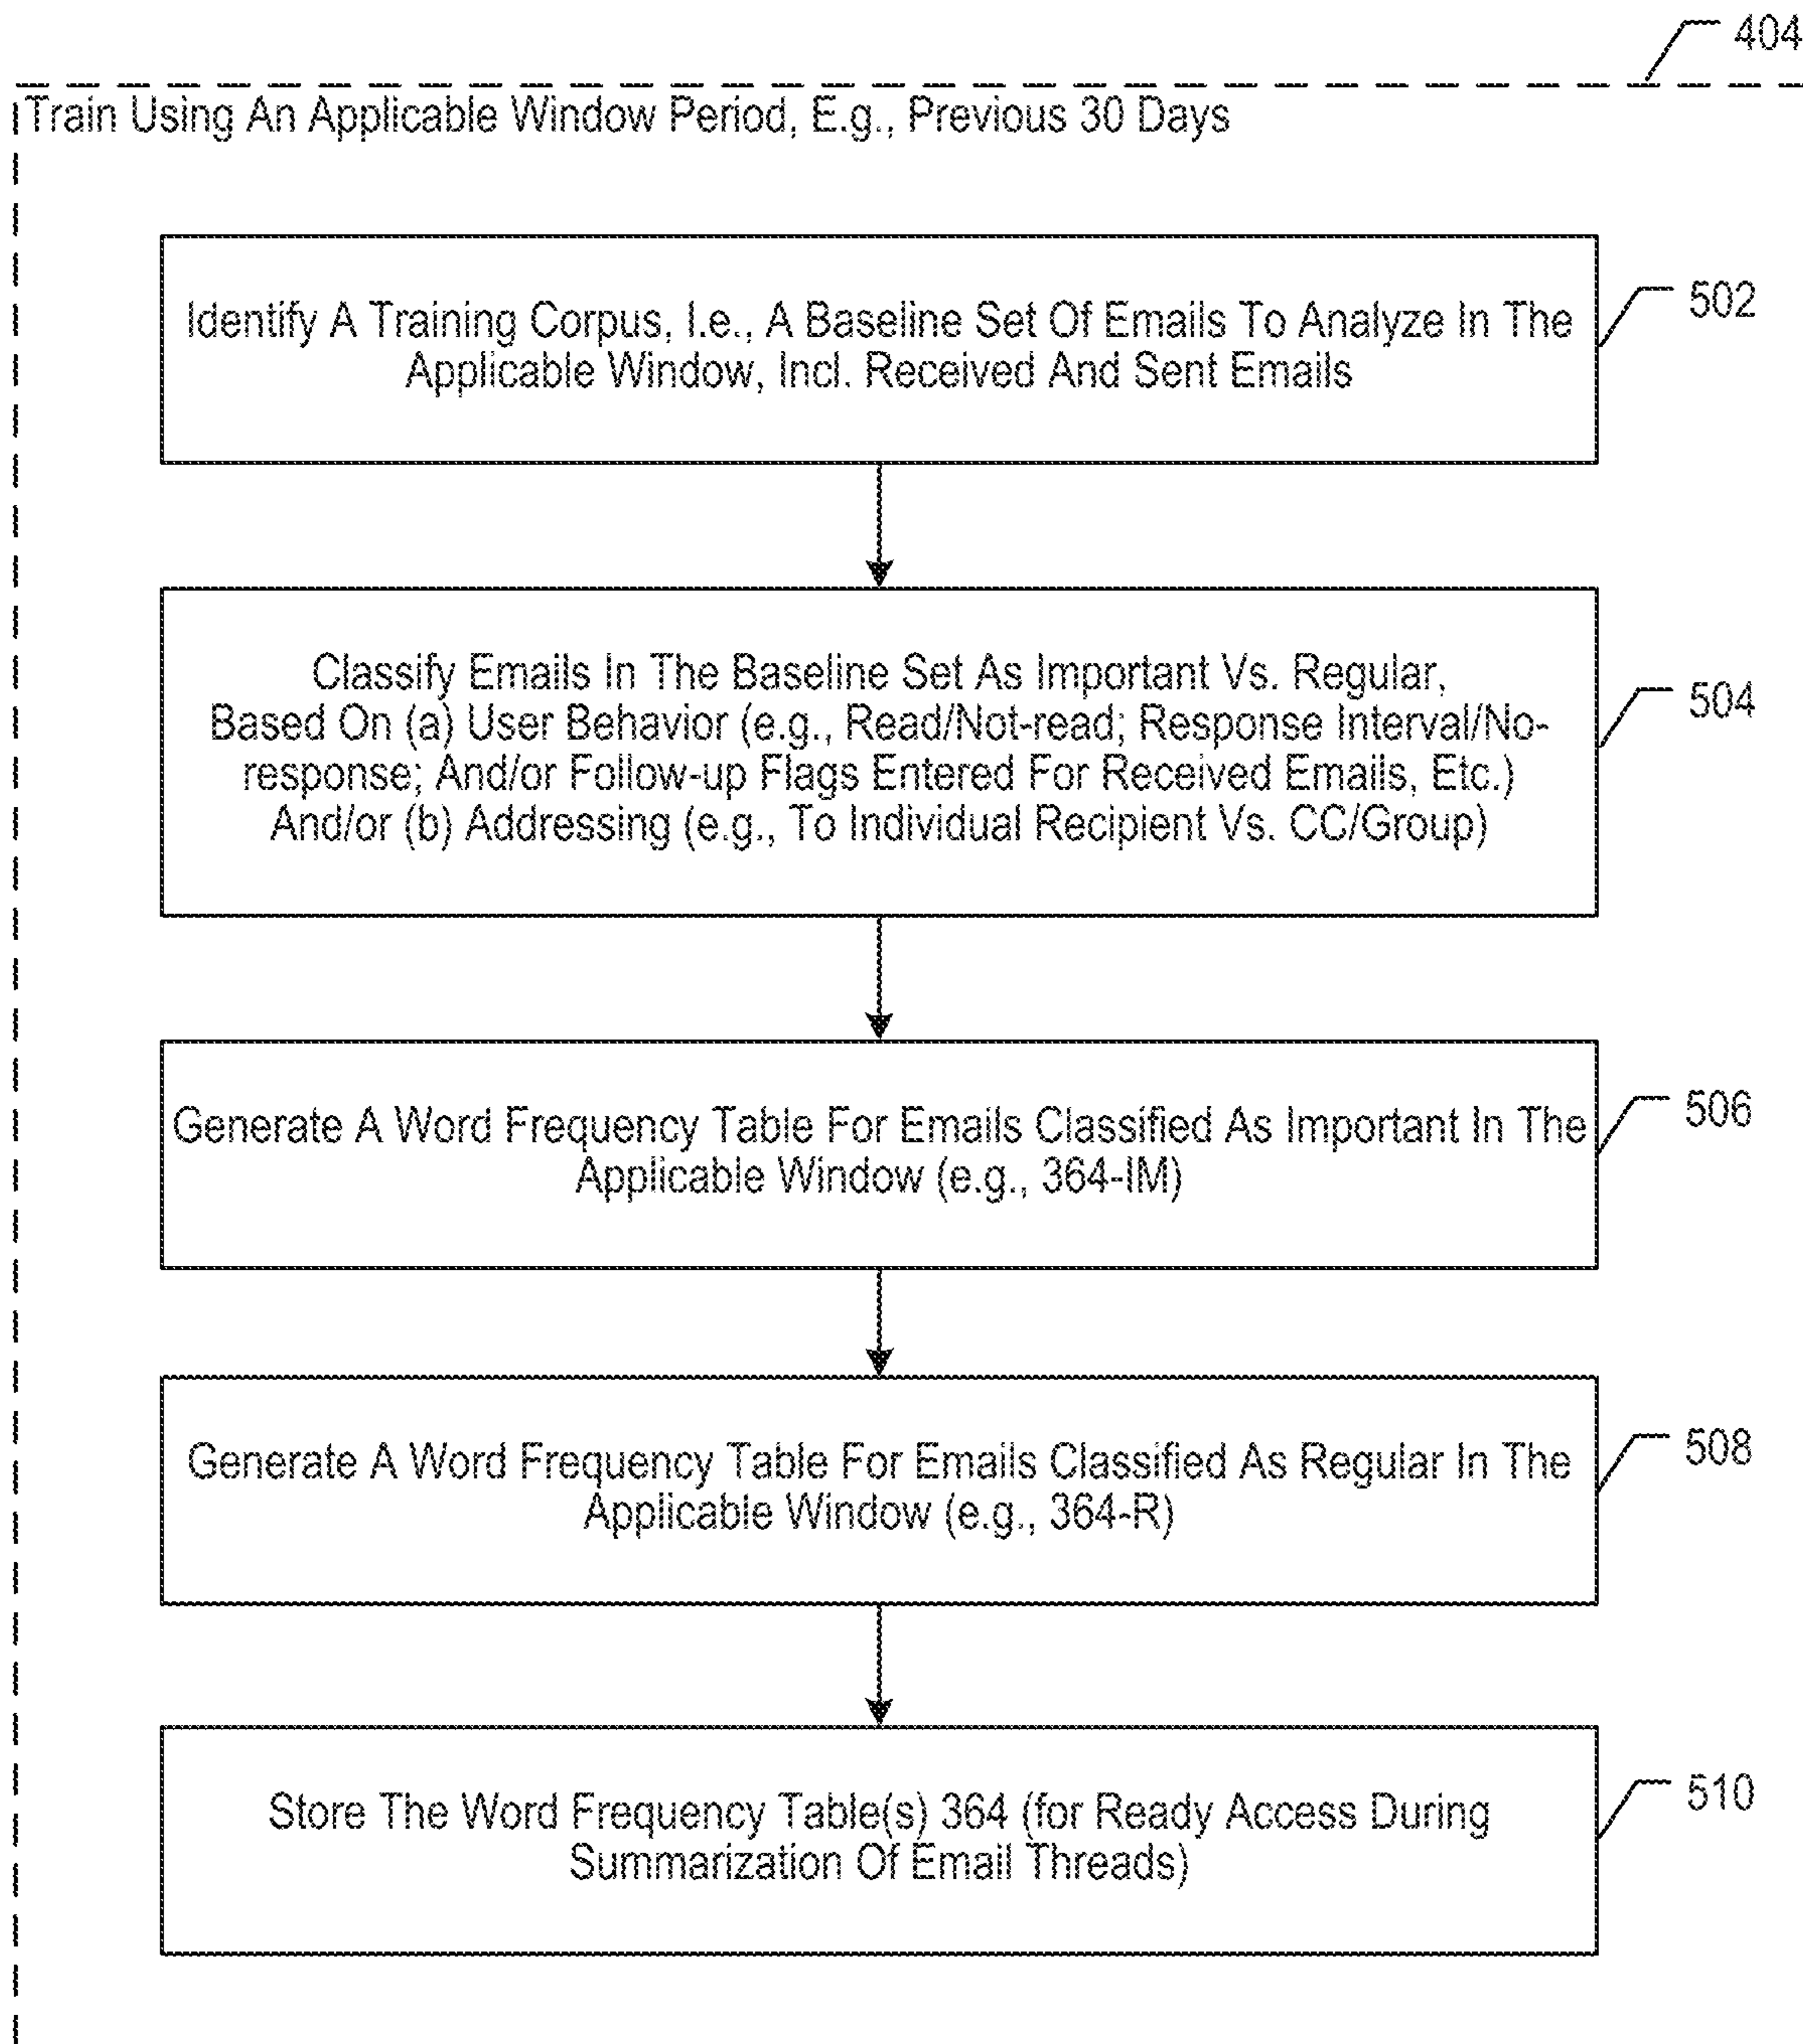 404
Train Using An Applicable Window Period, E.g., Previous 30 Days
Identify A Training Corpus, I.e., A Baseline Set Of Emails To Analyze In The
Applicable Window, Incl. Received And Sent Emails
502
Classify Emails In The Baseline Set As Important Vs. Regular,
Based On (a) User Behavior (e.g., Read/Not-read; Response Interval/No-
response; And/or Follow-up Flags Entered For Received Emails, Etc.)
And/or (b) Addressing (e.g., To Individual Recipient Vs. CC/Group)
504
Generate A Word Frequency Table For Emails Classified As Important In The
Applicable Window (e.g., 364-IM)
506
Generate A Word Frequency Table For Emails Classified As Regular In The
Applicable Window (e.g., 364-R)
508
Store The Word Frequency Table(s) 364 (for Ready Access During
Summarization Of Email Threads)
510